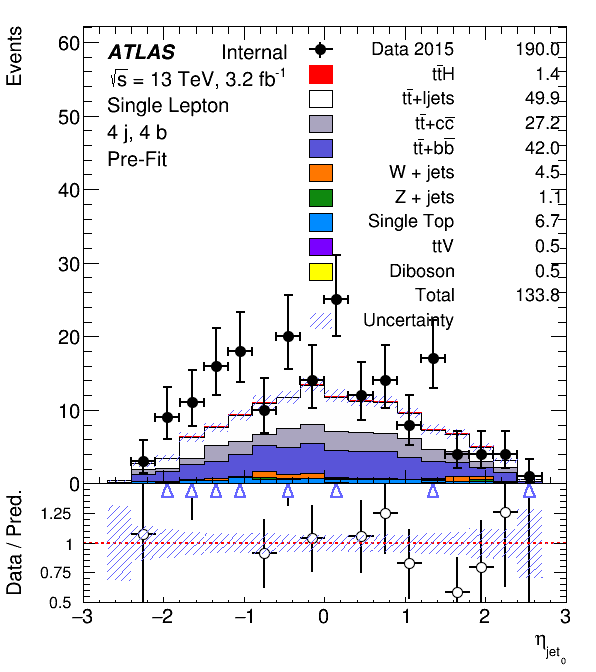 Events
60
50
40
30
20
10
0
ATLAS Internal
√s = 13 TeV, 3.2 fb⁻¹
Single Lepton
4 j, 4 b
Pre-Fit
Data 2015 190.0
tt̄H 1.4
tt̄+ljets 49.9
tt̄+cc̄ 27.2
tt̄+bb̄ 42.0
W + jets 4.5
Z + jets 1.1
Single Top 6.7
ttV 0.5
Diboson 0.5
Total 133.8
Uncertainty
Data / Pred.
1.25
1
0.75
0.5
−3 −2 −1 0 1 2 3
η_jet_0